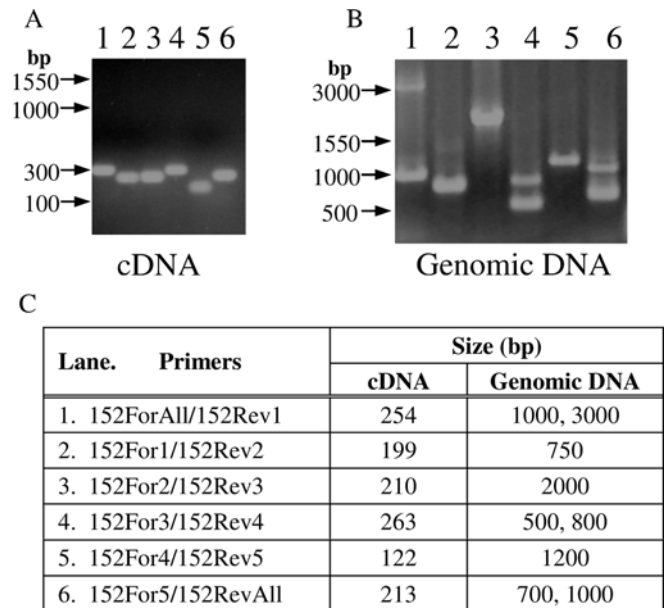 A
1 2 3 4 5 6
bp
1550
1000
300
100
cDNA
B
1 2 3 4 5 6
bp
3000
1550
1000
500
Genomic DNA
C
Lane. Primers Size (bp)
cDNA Genomic DNA
1. 152ForAll/152Rev1 254 1000, 3000
2. 152For1/152Rev2 199 750
3. 152For2/152Rev3 210 2000
4. 152For3/152Rev4 263 500, 800
5. 152For4/152Rev5 122 1200
6. 152For5/152RevAll 213 700, 1000